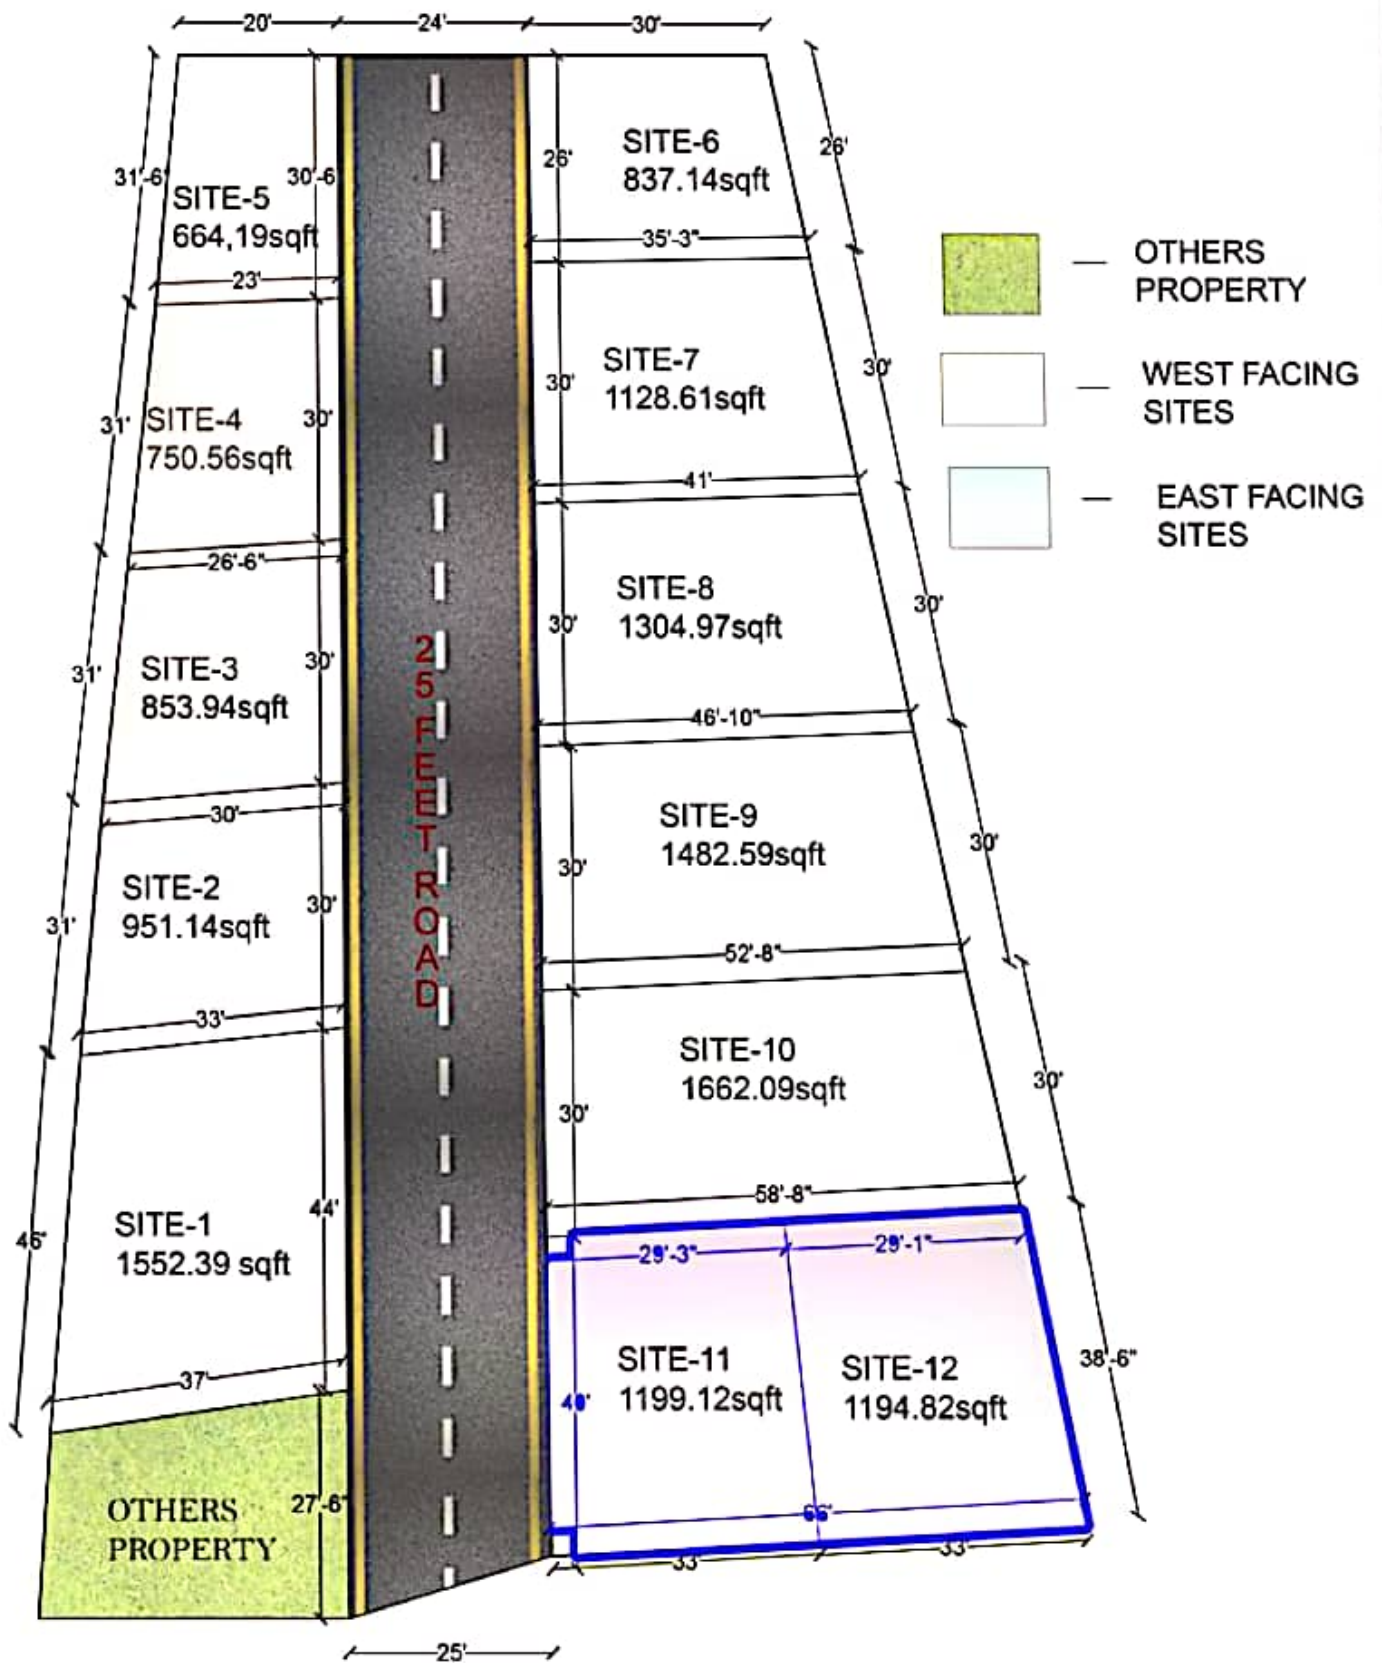 20'
24'
30'
31'-6"
30'-6
SITE-5
664,19sqft
23'
26'
SITE-6
837.14sqft
26'
35'-3"
OTHERS
PROPERTY
WEST FACING
SITES
EAST FACING
SITES
31'
SITE-4
750.56sqft
30'
26'-6"
30'
SITE-7
1128.61sqft
30'
41'
31'
SITE-3
853.94sqft
30'
30'
30'
SITE-8
1304.97sqft
30'
46'-10"
25 FEET ROAD
31'
SITE-2
951.14sqft
30'
33'
30'
SITE-9
1482.59sqft
30'
52'-8"
46'
SITE-1
1552.39 sqft
44'
37'
30'
SITE-10
1662.09sqft
30'
58'-8"
29'-3"
29'-1"
40'
SITE-11
1199.12sqft
SITE-12
1194.82sqft
38'-6"
66'
33'
33'
OTHERS
PROPERTY
27'-6"
25'